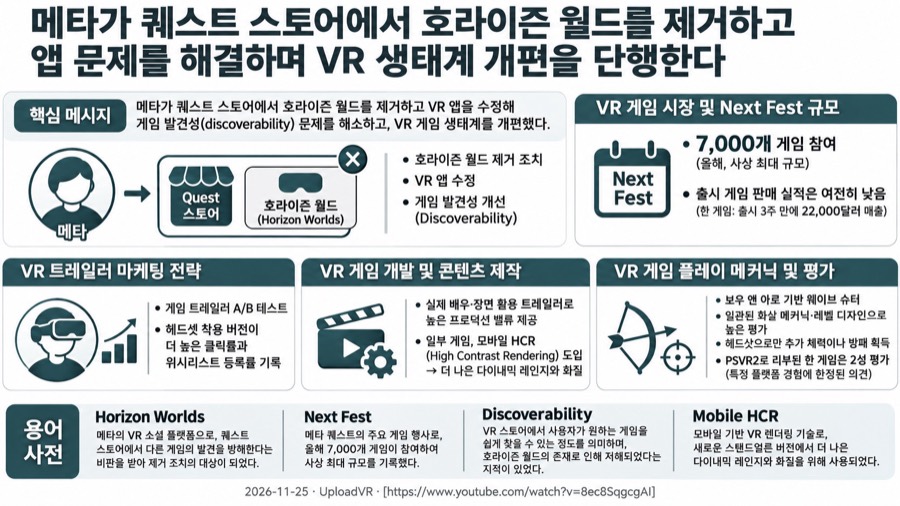 메타가 퀘스트 스토어에서 호라이즌 월드를 제거하고
앱 문제를 해결하며 VR 생태계 개편을 단행한다
핵심 메시지
메타가 퀘스트 스토어에서 호라이즌 월드를 제거하고 VR 앱을 수정해
게임 발견성(discoverability) 문제를 해소하고, VR 게임 생태계를 개편했다.
메타
Quest
스토어
호라이즌 월드
(Horizon Worlds)
• 호라이즌 월드 제거 조치
• VR 앱 수정
• 게임 발견성 개선
(Discoverability)
VR 게임 시장 및 Next Fest 규모
Next
Fest
• 7,000개 게임 참여
(올해, 사상 최대 규모)
• 출시 게임 판매 실적은 여전히 낮음
(한 게임: 출시 3주 만에 22,000달러 매출)
VR 트레일러 마케팅 전략
• 게임 트레일러 A/B 테스트
• 헤드셋 착용 버전이
더 높은 클릭률과
위시리스트 등록률 기록
VR 게임 개발 및 콘텐츠 제작
• 실제 배우·장면 활용 트레일러로
높은 프로덕션 밸류 제공
• 일부 게임, 모바일 HCR
(High Contrast Rendering) 도입
→ 더 나은 다이내믹 레인지와 화질
VR 게임 플레이 메커닉 및 평가
• 보우 앤 아로 기반 웨이브 슈터
• 일관된 화살 메커닉·레벨 디자인으로
높은 평가
• 헤드샷으로만 추가 체력이나 방패 획득
• PSVR2로 리뷰된 한 게임은 2성 평가
(특정 플랫폼 경험에 한정된 의견)
용어
사전
Horizon Worlds
메타의 VR 소셜 플랫폼으로, 퀘스트
스토어에서 다른 게임의 발견을 방해한다는
비판을 받아 제거 조치의 대상이 되었다.
Next Fest
메타 퀘스트의 주요 게임 행사로,
올해 7,000개 게임이 참여하여
사상 최대 규모를 기록했다.
Discoverability
VR 스토어에서 사용자가 원하는 게임을
쉽게 찾을 수 있는 정도를 의미하며,
호라이즌 월드의 존재로 인해 저해되었다는
지적이 있었다.
Mobile HCR
모바일 기반 VR 렌더링 기술로,
새로운 스탠드얼론 버전에서 더 나은
다이내믹 레인지와 화질을 위해 사용되었다.
2026-11-25 · UploadVR · [https://www.youtube.com/watch?v=8ec8SqgcgAI]